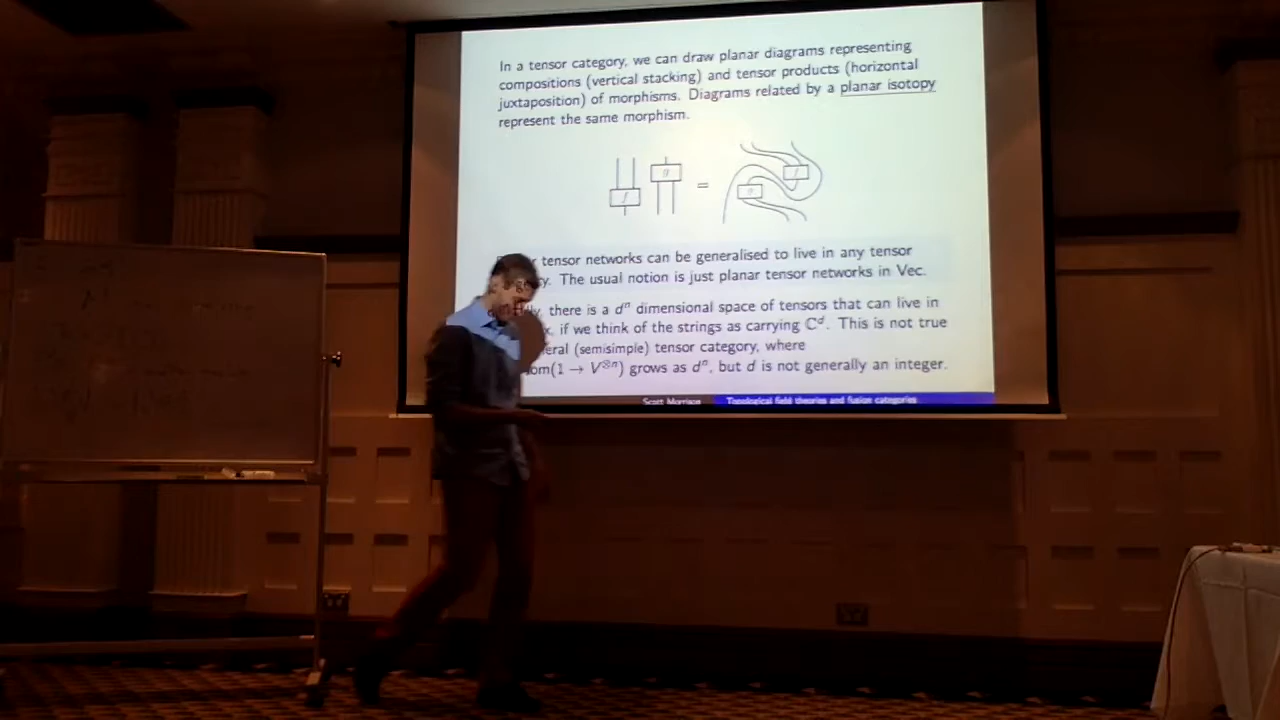 In a tensor category, we can draw planar diagrams representing
compositions (vertical stacking) and tensor products (horizontal
juxtaposition) of morphisms. Diagrams related by a planar isotopy
represent the same morphism.
f g = g f
tensor networks can be generalised to live in any tensor
The usual notion is just planar tensor networks in Vec.
there is a dⁿ dimensional space of tensors that can live in
if we think of the strings as carrying Cᵈ. This is not true
(semisimple) tensor category, where
(1 → V⊗ⁿ) grows as dⁿ, but d is not generally an integer.
Scott Morrison Topological field theories and fusion categories